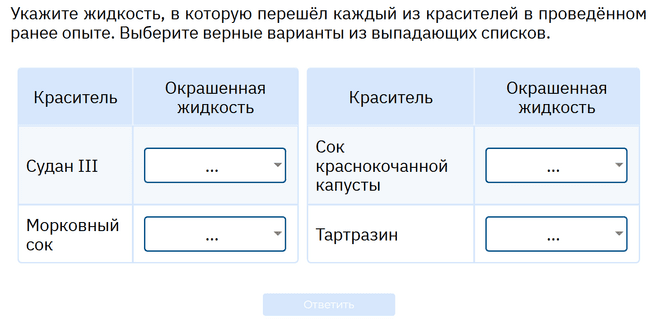 Укажите жидкость, в которую перешёл каждый из красителей в проведённом
ранее опыте. Выберите верные варианты из выпадающих списков.
Краситель
Окрашенная
жидкость
Краситель
Окрашенная
жидкость
Судан III
...
Сок
краснокочанной
капусты
...
Морковный
сок
...
Тартразин
...
Ответить